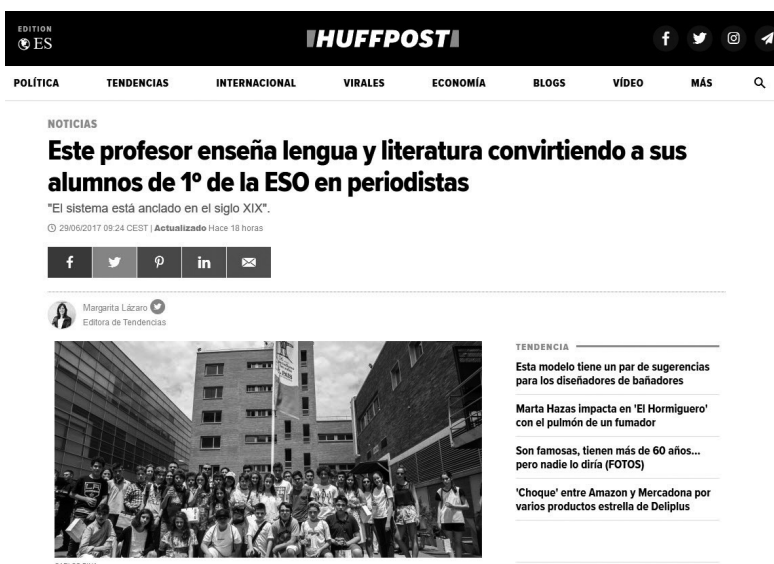 EDITION
ES
HUFFPOST
POLÍTICA
TENDENCIAS
INTERNACIONAL
VIRALES
ECONOMÍA
BLOGS
VÍDEO
MÁS
NOTICIAS
Este profesor enseña lengua y literatura convirtiendo a sus
alumnos de 1º de la ESO en periodistas
"El sistema está anclado en el siglo XIX".
29/06/2017 09:24 CEST | Actualizado Hace 18 horas
Margarita Lázaro
Editora de Tendencias
TENDENCIA
Esta modelo tiene un par de sugerencias
para los diseñadores de bañadores
Marta Hazas impacta en 'El Hormiguero'
con el pulmón de un fumador
Son famosas, tienen más de 60 años...
pero nadie lo diría (FOTOS)
'Choque' entre Amazon y Mercadona por
varios productos estrella de Deliplus